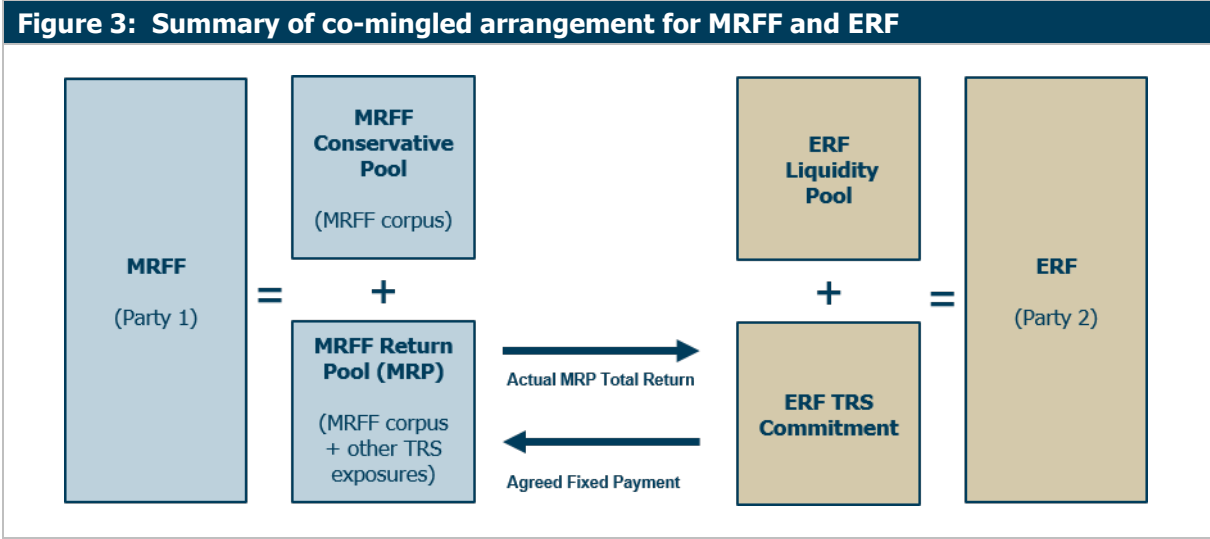 Figure 3: Summary of co-mingled arrangement for MRFF and ERF
MRFF
(Party 1)
=
MRFF
Conservative
Pool
(MRFF corpus)
+
MRFF Return
Pool (MRP)
(MRFF corpus
+ other TRS
exposures)
Actual MRP Total Return
Agreed Fixed Payment
ERF
Liquidity
Pool
+
ERF TRS
Commitment
=
ERF
(Party 2)